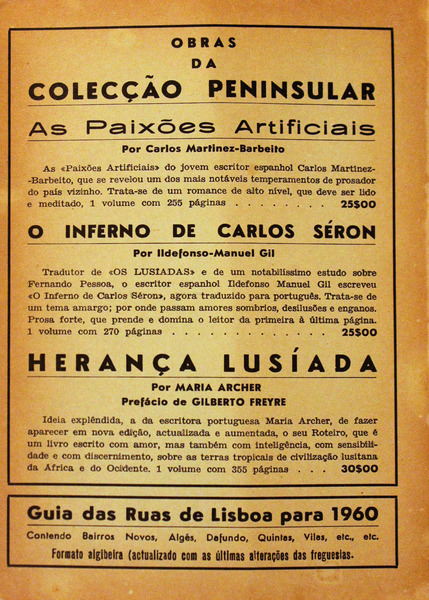 OBRAS
DA
COLECÇÃO PENINSULAR
As Paixões Artificiais
Por Carlos Martinez-Barbeito
As «Paixões Artificiais» do jovem escritor espanhol Carlos Martinez-
-Barbeito, que se revelou um dos mais notáveis temperamentos de prosador
do país vizinho. Trata-se de um romance de alto nível, que deve ser lido
e meditado, 1 volume com 255 páginas . . . . . . . . 25$00
O INFERNO DE CARLOS SÉRON
Por Ildefonso-Manuel Gil
Tradutor de «OS LUSIADAS» e de um notabilíssimo estudo sobre
Fernando Pessoa, o escritor espanhol Ildefonso Manuel Gil escreveu
«O Inferno de Carlos Séron», agora traduzido para português. Trata-se de
um tema amargo; por onde passam amores sombrios, desilusões e enganos.
Prosa forte, que prende e domina o leitor da primeira à última página.
1 volume com 270 páginas . . . . . . . . . . . . 25$00
HERANÇA LUSÍADA
Por MARIA ARCHER
Prefácio de GILBERTO FREYRE
Ideia explêndida, a da escritora portuguesa Maria Archer, de fazer
aparecer em nova edição, actualizada e aumentada, o seu Roteiro, que é
um livro escrito com amor, mas também com inteligência, com sensibili-
dade e com discernimento, sobre as terras tropicais de civilização lusitana
da Africa e do Ocidente. 1 volume com 355 páginas . . . 30$00
Guia das Ruas de Lisboa para 1960
Contendo Bairros Novos, Algés, Dafundo, Quintas, Vilas, etc., etc.
Formato algibeira (actualizado com as últimas alterações das freguesias.